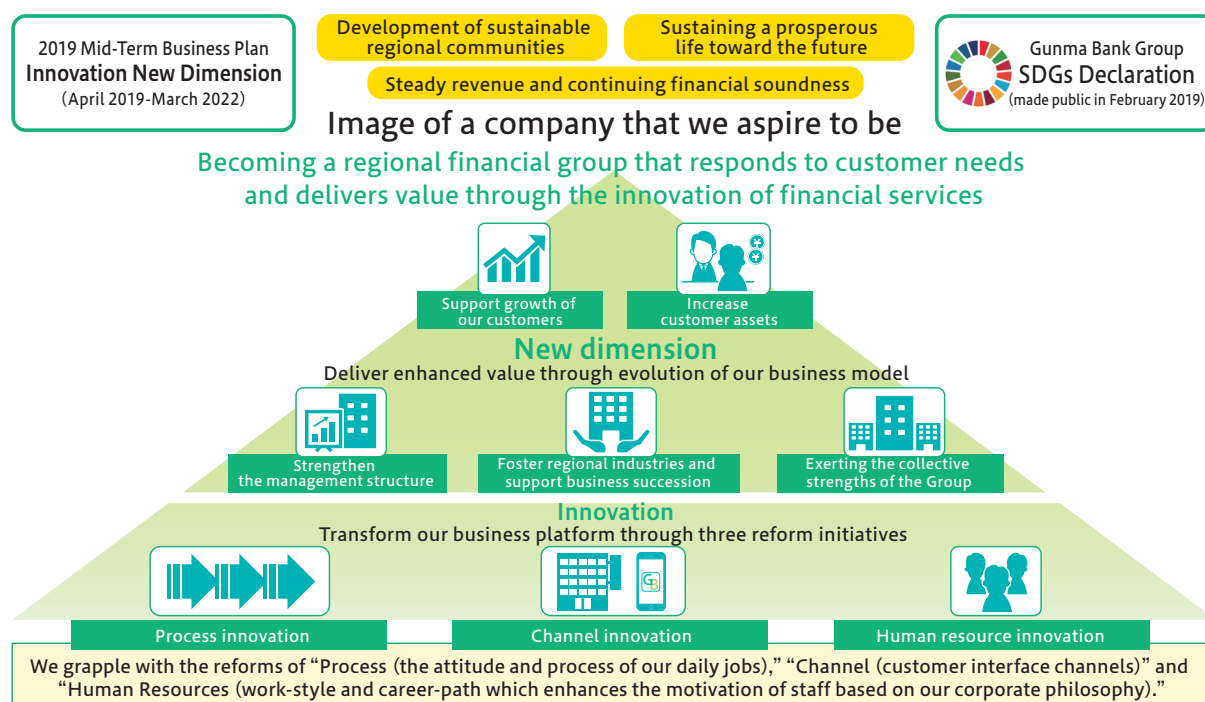 2019 Mid-Term Business Plan
Innovation New Dimension
(April 2019-March 2022)
Development of sustainable
regional communities
Sustaining a prosperous
life toward the future
Steady revenue and continuing financial soundness
Gunma Bank Group
SDGs Declaration
(made public in February 2019)
Image of a company that we aspire to be
Becoming a regional financial group that responds to customer needs
and delivers value through the innovation of financial services
¥
¥
Support growth of
our customers
Increase
customer assets
New dimension
Deliver enhanced value through evolution of our business model
Strengthen
the management structure
Foster regional industries and
support business succession
Exerting the collective
strengths of the Group
Innovation
Transform our business platform through three reform initiatives
GB
Process innovation
Channel innovation
Human resource innovation
We grapple with the reforms of “Process (the attitude and process of our daily jobs),” “Channel (customer interface channels)” and
“Human Resources (work-style and career-path which enhances the motivation of staff based on our corporate philosophy).”